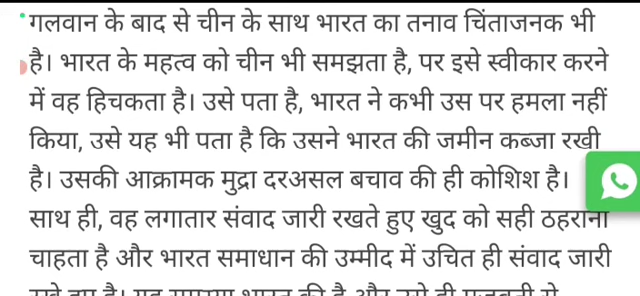 गलवान के बाद से चीन के साथ भारत का तनाव चिंताजनक भी
है। भारत के महत्व को चीन भी समझता है, पर इसे स्वीकार करने
में वह हिचकता है। उसे पता है, भारत ने कभी उस पर हमला नहीं
किया, उसे यह भी पता है कि उसने भारत की जमीन कब्जा रखी
है। उसकी आक्रामक मुद्रा दरअसल बचाव की ही कोशिश है।
साथ ही, वह लगातार संवाद जारी रखते हुए खुद को सही ठहराना
चाहता है और भारत समाधान की उम्मीद में उचित ही संवाद जारी